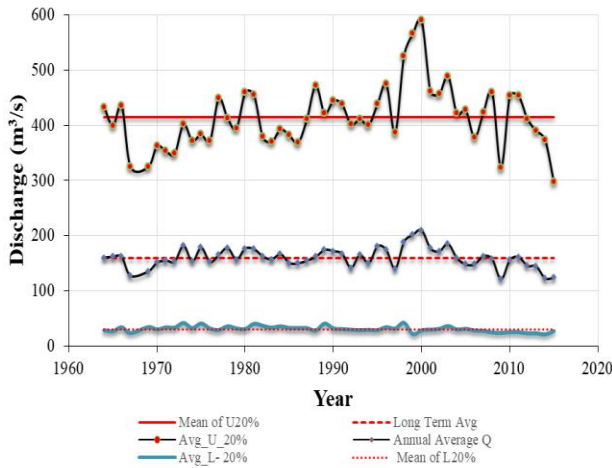 600
500
400
300
200
100
0
Discharge (m³/s)
1960 1970 1980 1990 2000 2010 2020
Year
Mean of U20% Long Term Avg
Avg_U_20% Annual Average Q
Avg_L- 20% Mean of L20%